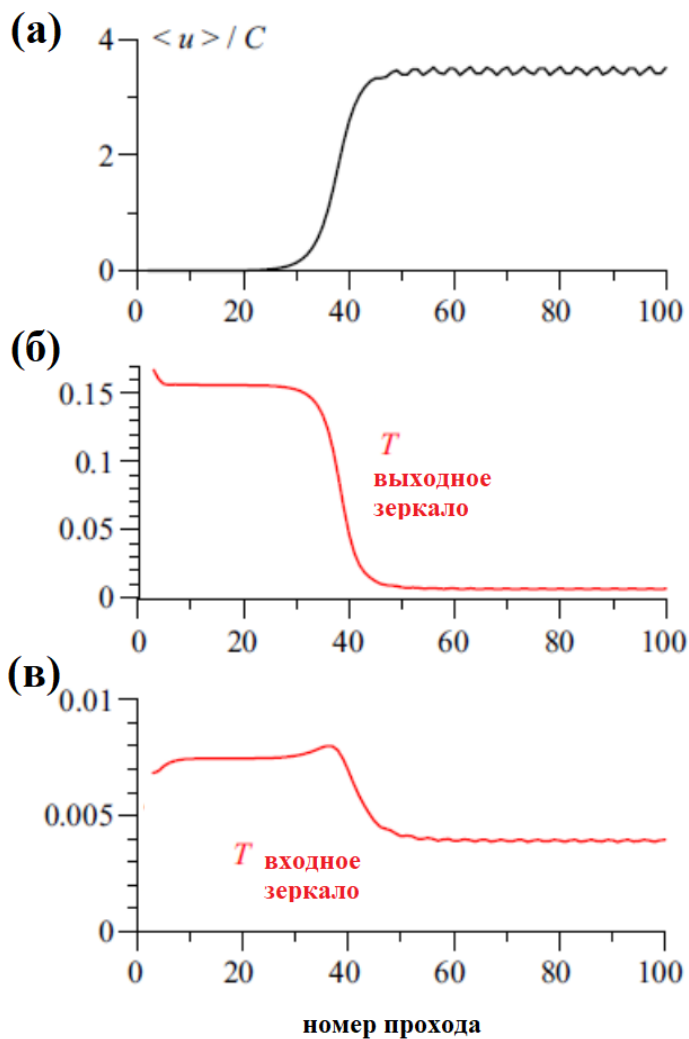 (а)
< u > / C
4
2
0
0 20 40 60 80 100
(б)
0.15
0.1
0.05
0
T
выходное
зеркало
0 20 40 60 80 100
(в)
0.01
0.005
0
T входное
зеркало
0 20 40 60 80 100
номер прохода